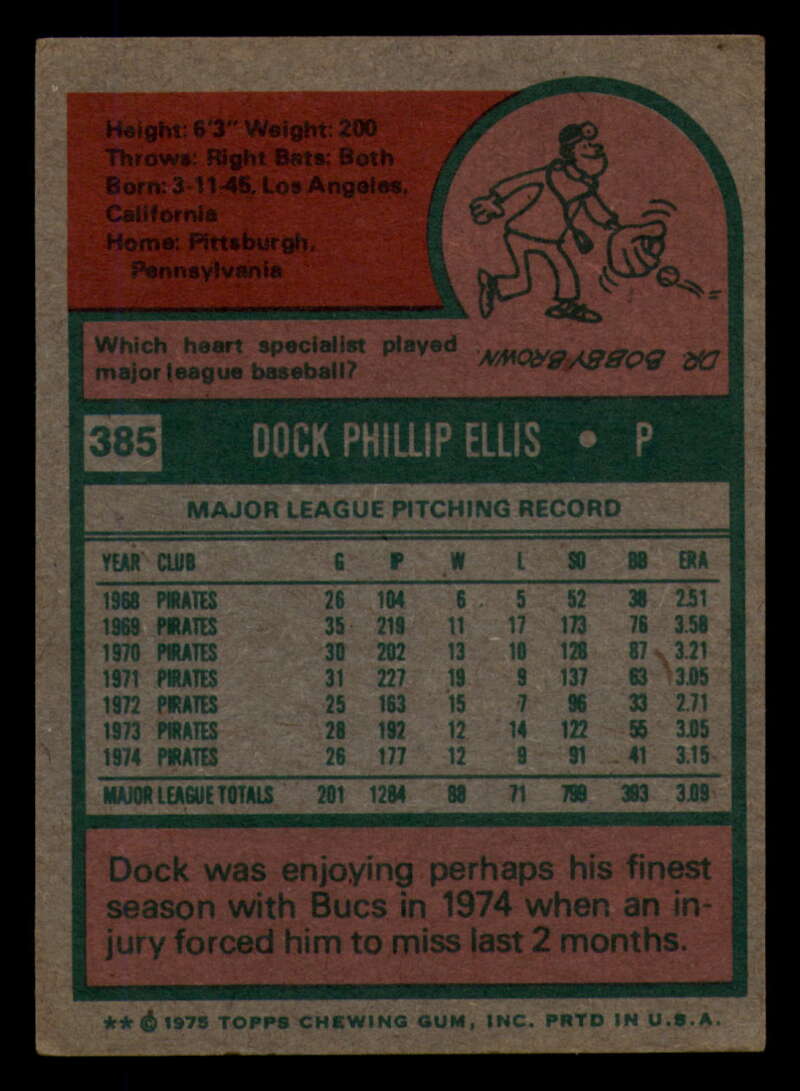 Height: 6'3" Weight: 200
Throws: Right Bats: Both
Born: 3-11-45, Los Angeles,
California
Home: Pittsburgh,
Pennsylvania
Which heart specialist played
major league baseball?
DR. BOBBY BROWN
385 DOCK PHILLIP ELLIS • P
MAJOR LEAGUE PITCHING RECORD
YEAR CLUB G IP W L SO BB ERA
1968 PIRATES 26 104 6 5 52 38 2.51
1969 PIRATES 35 219 11 17 173 76 3.58
1970 PIRATES 30 202 13 10 128 87 3.21
1971 PIRATES 31 227 19 9 137 63 3.05
1972 PIRATES 25 163 15 7 96 33 2.71
1973 PIRATES 28 192 12 14 122 55 3.05
1974 PIRATES 26 177 12 9 91 41 3.15
MAJOR LEAGUE TOTALS 201 1284 88 71 799 393 3.09
Dock was enjoying perhaps his finest
season with Bucs in 1974 when an in-
jury forced him to miss last 2 months.
** © 1975 TOPPS CHEWING GUM, INC. PRTD IN U.S.A.